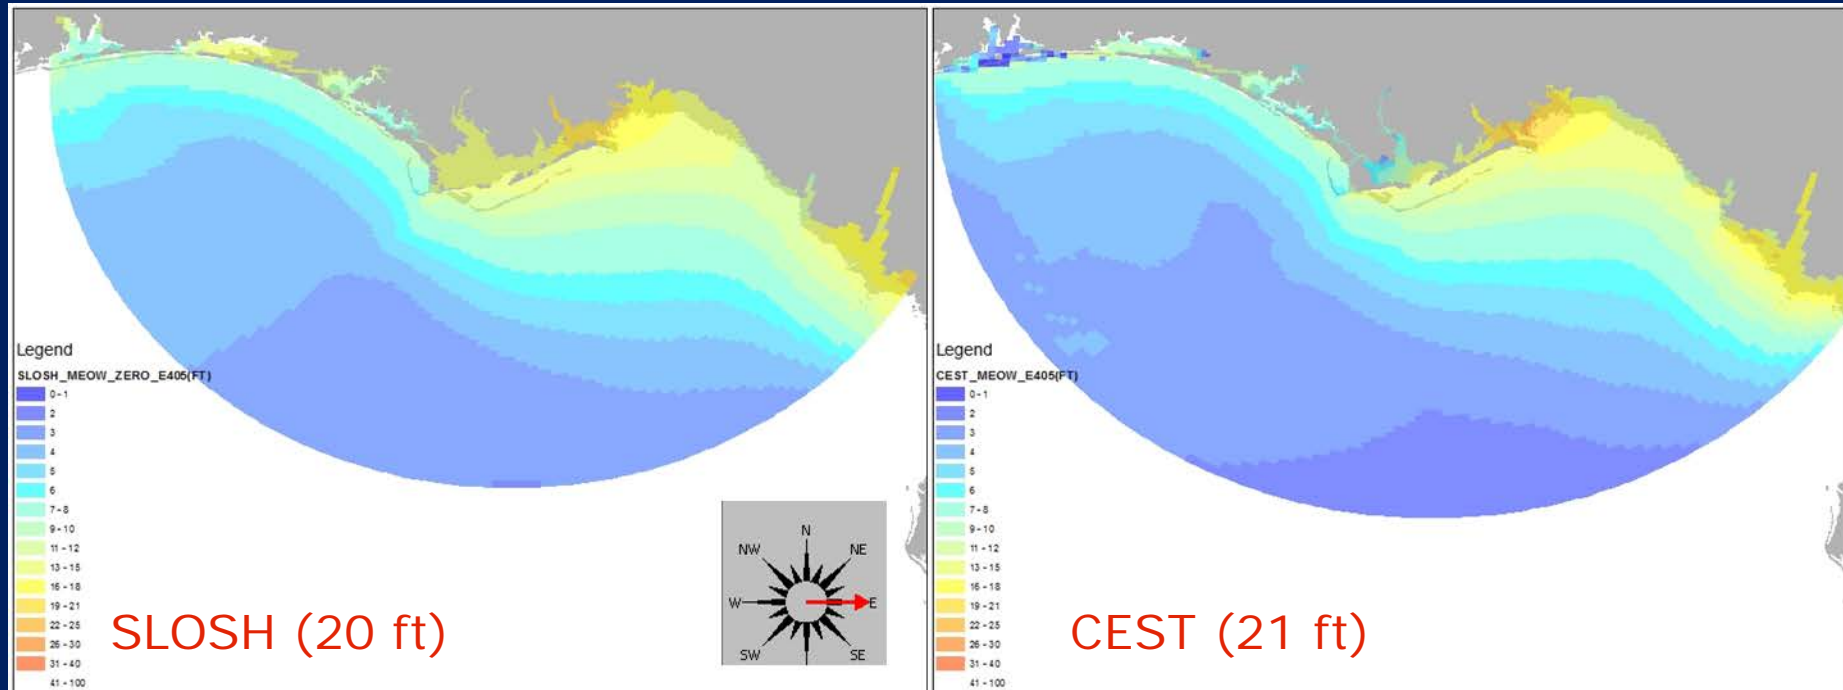 Legend
SLOSH_MEOW_ZERO_E405(FT)
0 - 1
2
3
4
5
6
7 - 8
9 - 10
11 - 12
13 - 15
16 - 18
19 - 21
22 - 25
26 - 30
31 - 40
41 - 100
SLOSH (20 ft)
N
NW
NE
W
E
SW
SE
Legend
CEST_MEOW_E405(FT)
0 - 1
2
3
4
5
6
7 - 8
9 - 10
11 - 12
13 - 15
16 - 18
19 - 21
22 - 25
26 - 30
31 - 40
41 - 100
CEST (21 ft)